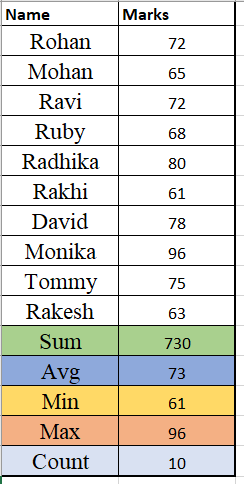 Name Marks
Rohan 72
Mohan 65
Ravi 72
Ruby 68
Radhika 80
Rakhi 61
David 78
Monika 96
Tommy 75
Rakesh 63
Sum 730
Avg 73
Min 61
Max 96
Count 10